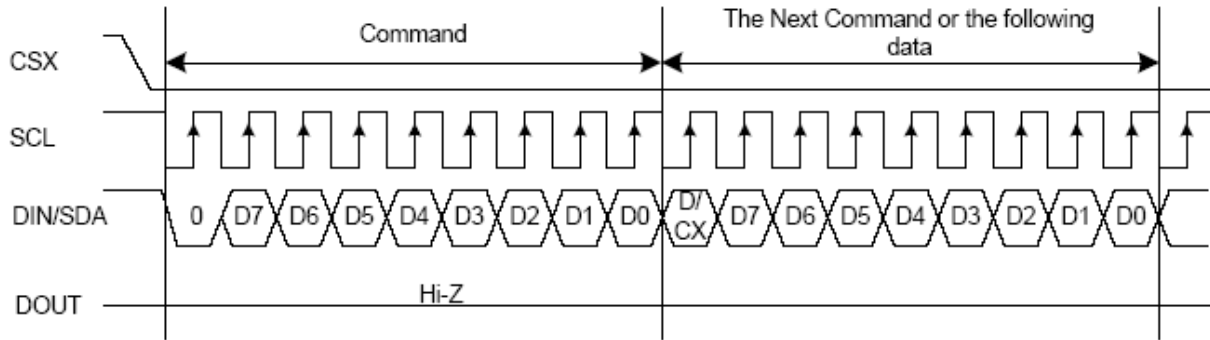 Command
The Next Command or the following
data
CSX
SCL
DIN/SDA
0 D7 D6 D5 D4 D3 D2 D1 D0 D/ D7 D6 D5 D4 D3 D2 D1 D0
CX
Hi-Z
DOUT